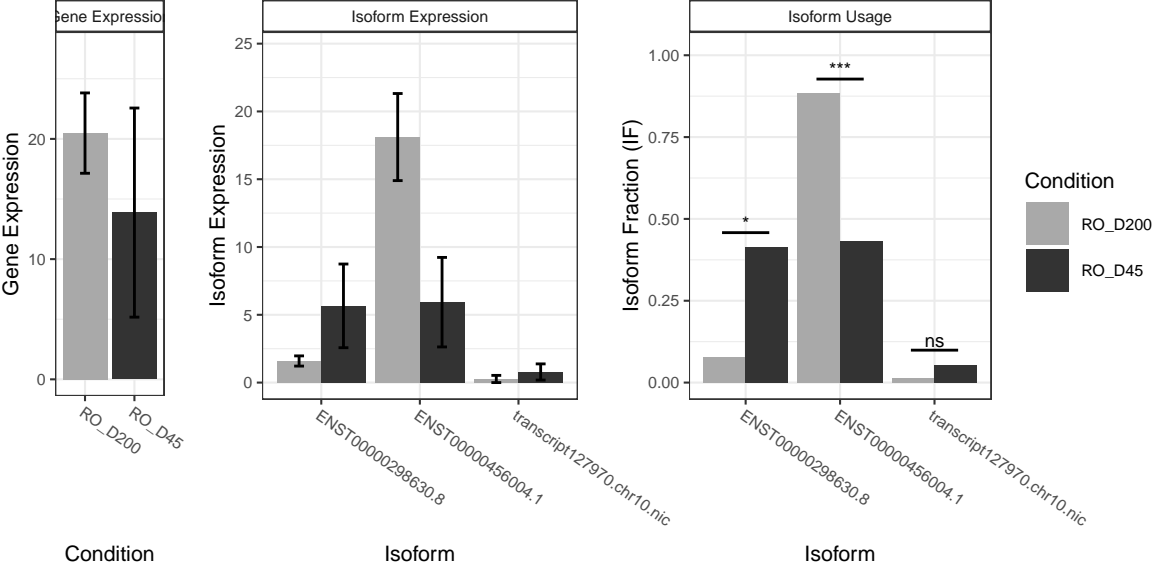 Gene Expression
Isoform Expression
Isoform Usage
Gene Expression
20
10
0
RO_D200
RO_D45
Condition
Isoform Expression
25
20
15
10
5
0
ENST00000298630.8
ENST00000456004.1
transcript127970.chr10.nic
Isoform
Isoform Fraction (IF)
1.00
0.75
0.50
0.25
0.00
*
***
ns
ENST00000298630.8
ENST00000456004.1
transcript127970.chr10.nic
Isoform
Condition
RO_D200
RO_D45